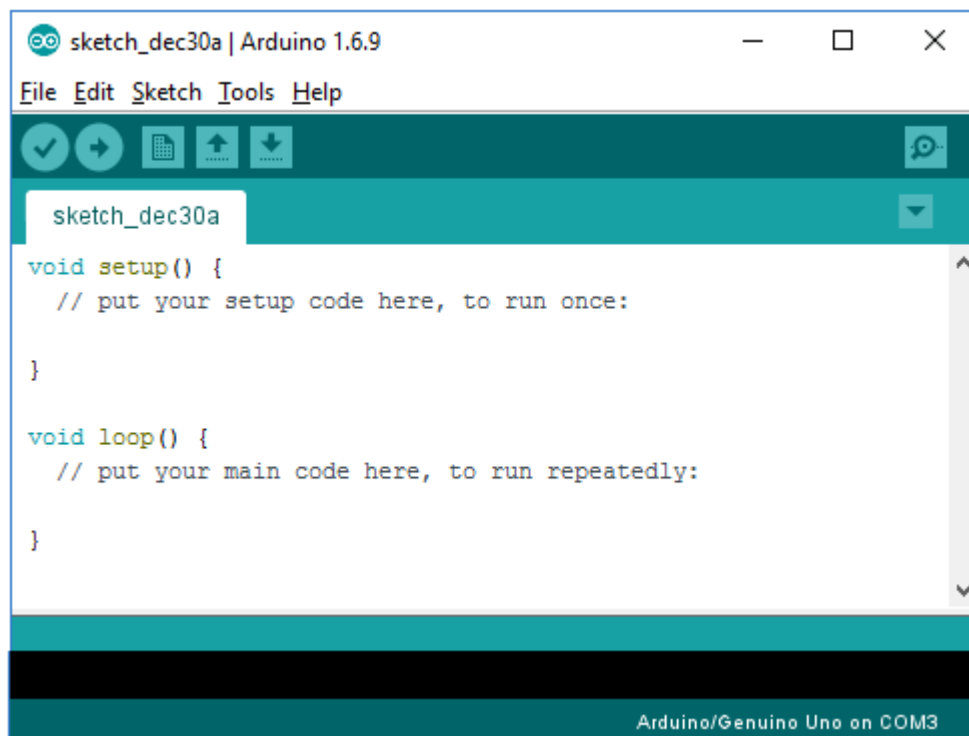 sketch_dec30a | Arduino 1.6.9
File Edit Sketch Tools Help
sketch_dec30a
void setup() {
  // put your setup code here, to run once:

}

void loop() {
  // put your main code here, to run repeatedly:

}
Arduino/Genuino Uno on COM3